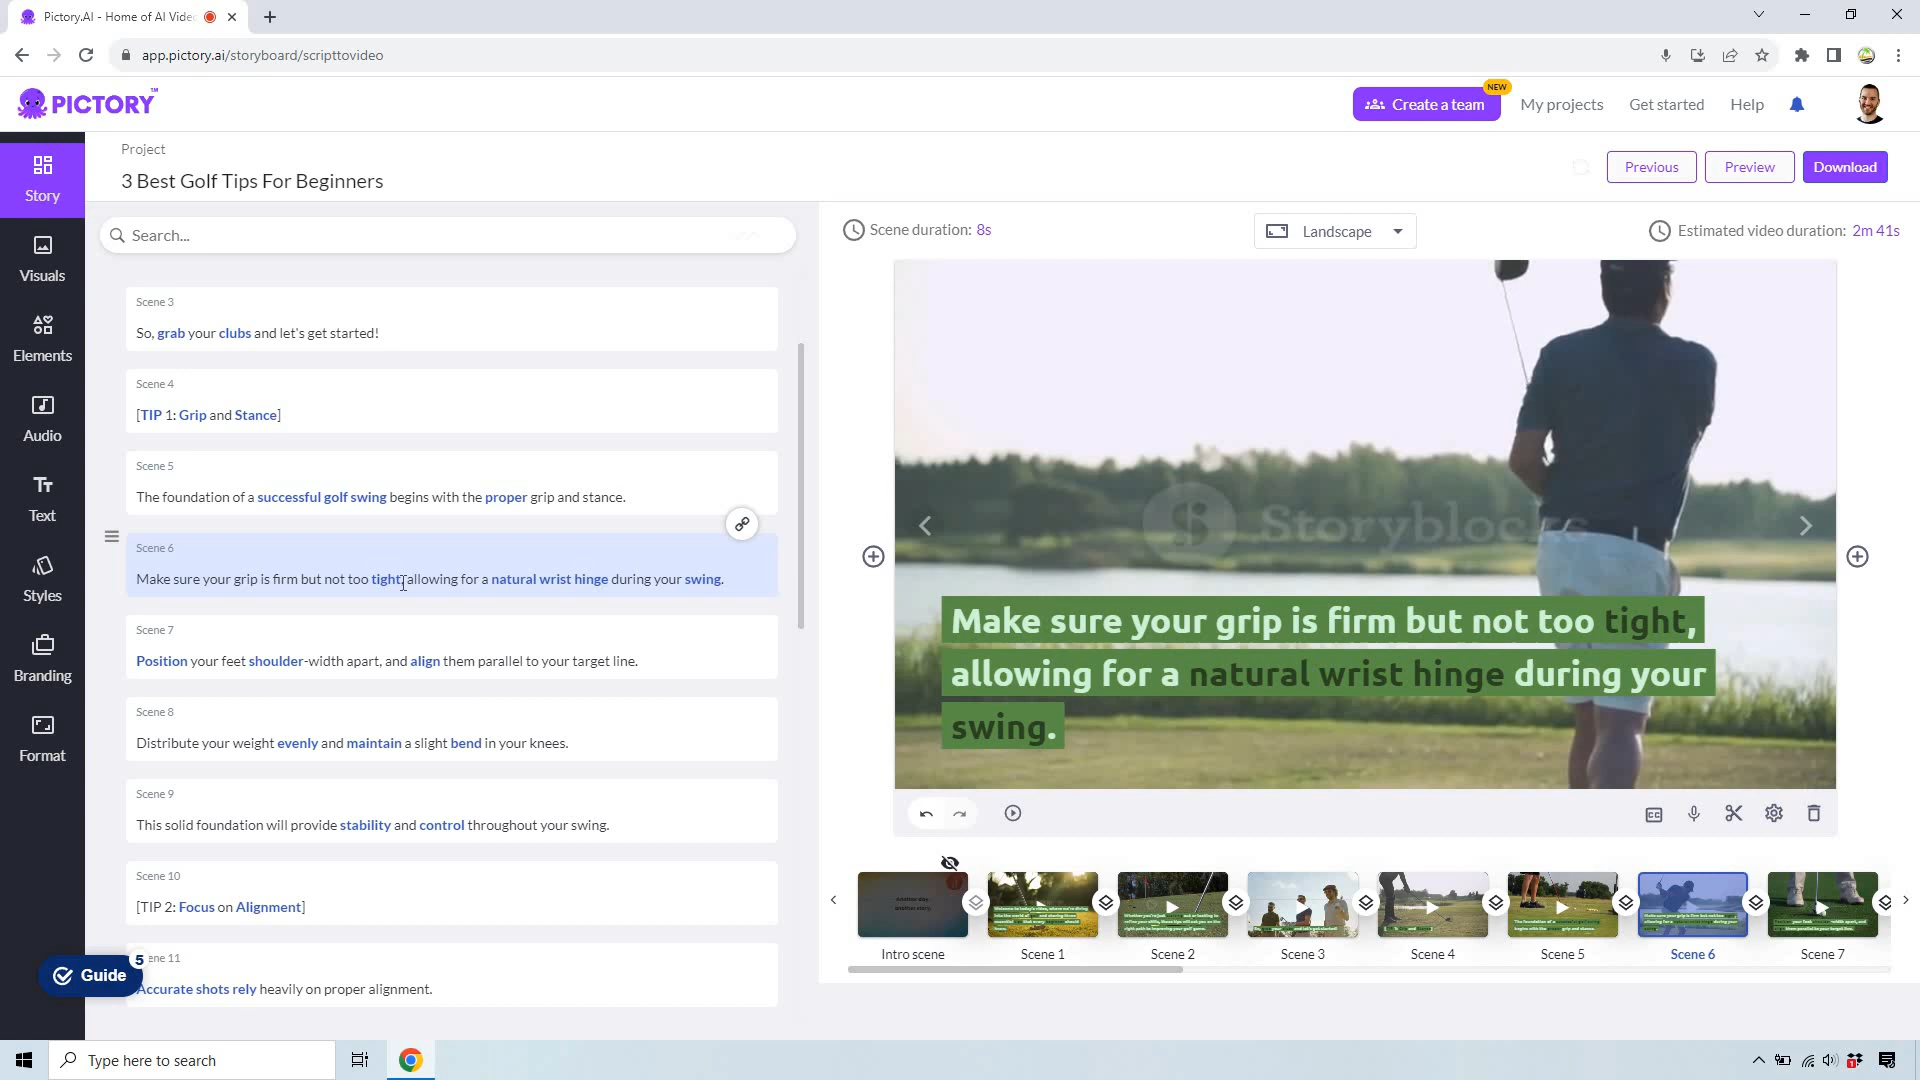 Pictory.AI - Home of AI Vide
app.pictory.ai/storyboard/scripttovideo
PICTORY™
NEW
Create a team
My projects
Get started
Help
Project
3 Best Golf Tips For Beginners
Previous
Preview
Download
Story
Visuals
Elements
Audio
Text
Styles
Branding
Format
Search...
Scene 3
So, grab your clubs and let's get started!
Scene 4
[TIP 1: Grip and Stance]
Scene 5
The foundation of a successful golf swing begins with the proper grip and stance.
Scene 6
Make sure your grip is firm but not too tight, allowing for a natural wrist hinge during your swing.
Scene 7
Position your feet shoulder-width apart, and align them parallel to your target line.
Scene 8
Distribute your weight evenly and maintain a slight bend in your knees.
Scene 9
This solid foundation will provide stability and control throughout your swing.
Scene 10
[TIP 2: Focus on Alignment]
ene 11
Accurate shots rely heavily on proper alignment.
Guide
5
Scene duration: 8s
Landscape
Estimated video duration: 2m 41s
Storyblocks
Make sure your grip is firm but not too tight,
allowing for a natural wrist hinge during your
swing.
CC
Another day,
another story.
Intro scene
Scene 1
Scene 2
Scene 3
Scene 4
Scene 5
Scene 6
Scene 7
Type here to search
1